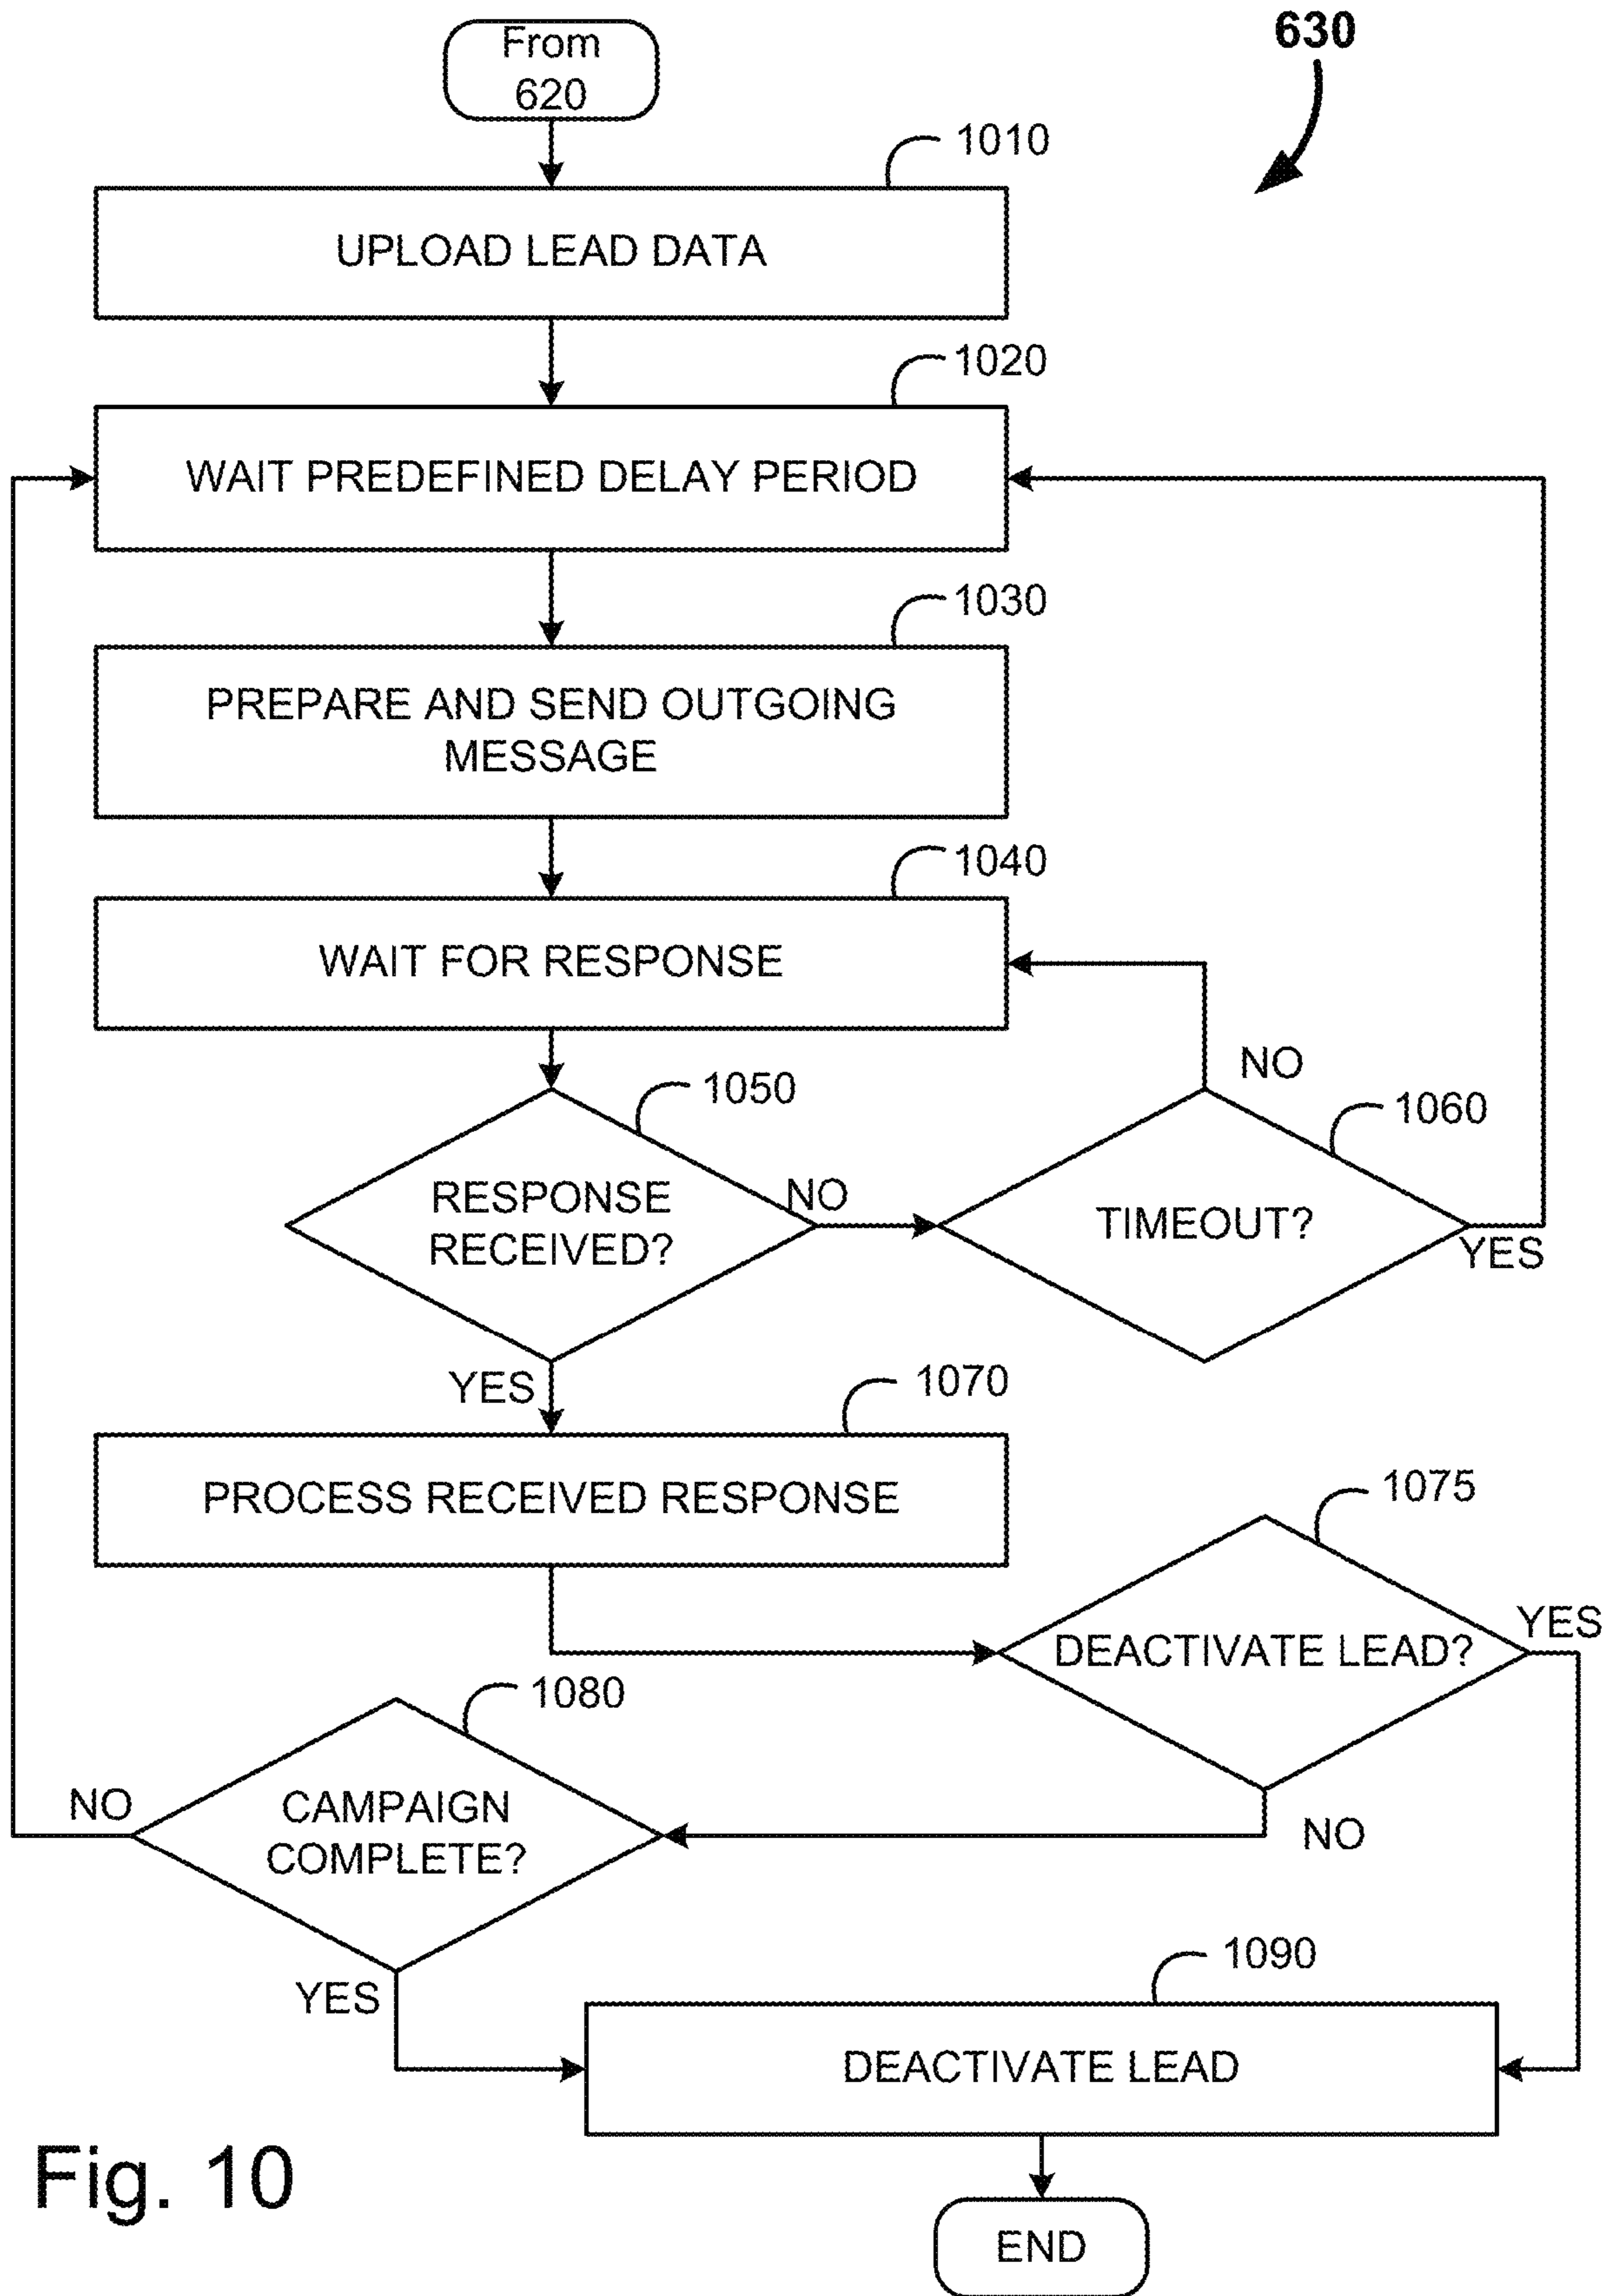 630
From
620
1010
UPLOAD LEAD DATA
1020
WAIT PREDEFINED DELAY PERIOD
1030
PREPARE AND SEND OUTGOING
MESSAGE
1040
WAIT FOR RESPONSE
NO
1050
1060
RESPONSE
RECEIVED?
NO
TIMEOUT?
YES
YES
1070
PROCESS RECEIVED RESPONSE
1075
DEACTIVATE LEAD?
YES
1080
NO
CAMPAIGN
COMPLETE?
NO
YES
1090
DEACTIVATE LEAD
Fig. 10
END